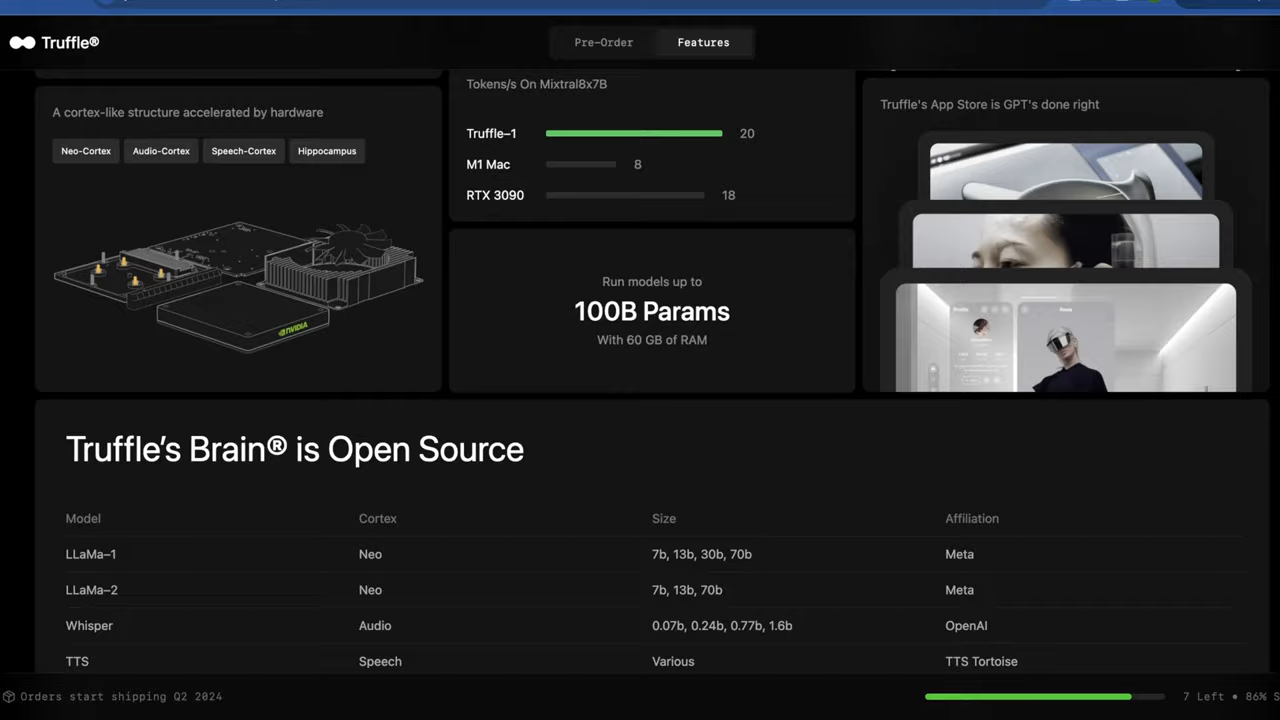 Truffle®
Pre-Order
Features
A cortex-like structure accelerated by hardware
Neo-Cortex
Audio-Cortex
Speech-Cortex
Hippocampus
NVIDIA
Tokens/s On Mixtral8x7B
Truffle–1
20
M1 Mac
8
RTX 3090
18
Run models up to
100B Params
With 60 GB of RAM
Truffle's App Store is GPT's done right
Truffle's Brain® is Open Source
Model Cortex Size Affiliation
LLaMa–1 Neo 7b, 13b, 30b, 70b Meta
LLaMa–2 Neo 7b, 13b, 70b Meta
Whisper Audio 0.07b, 0.24b, 0.77b, 1.6b OpenAI
TTS Speech Various TTS Tortoise
Orders start shipping Q2 2024
7 Left • 86% S